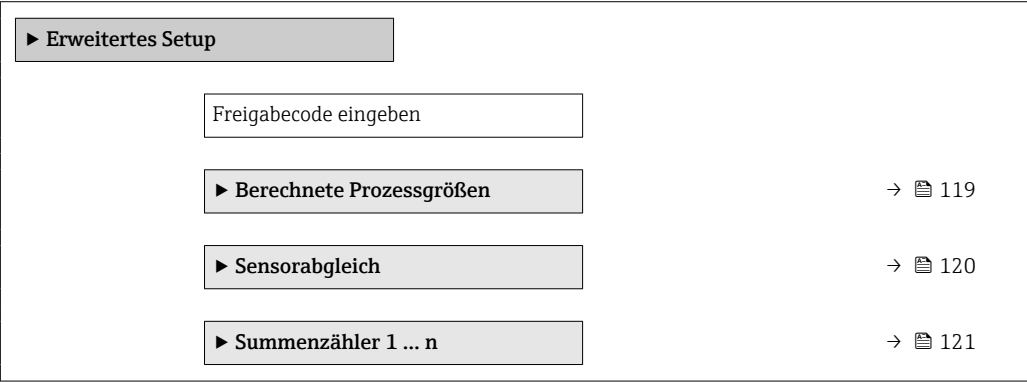 ▶ Erweitertes Setup
Freigabecode eingeben
▶ Berechnete Prozessgrößen → 119
▶ Sensorabgleich → 120
▶ Summenzähler 1 ... n → 121